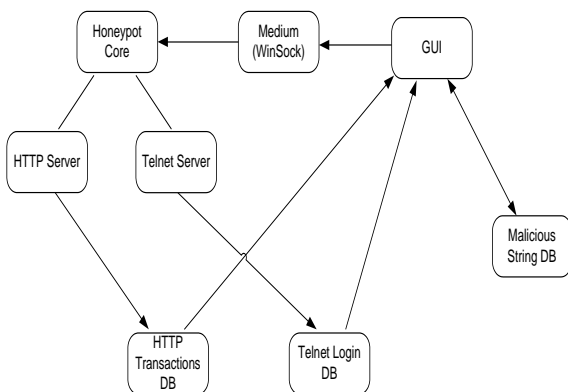 Honeypot
Core
Medium
(WinSock)
GUI
HTTP Server
Telnet Server
Malicious
String DB
HTTP
Transactions
DB
Telnet Login
DB